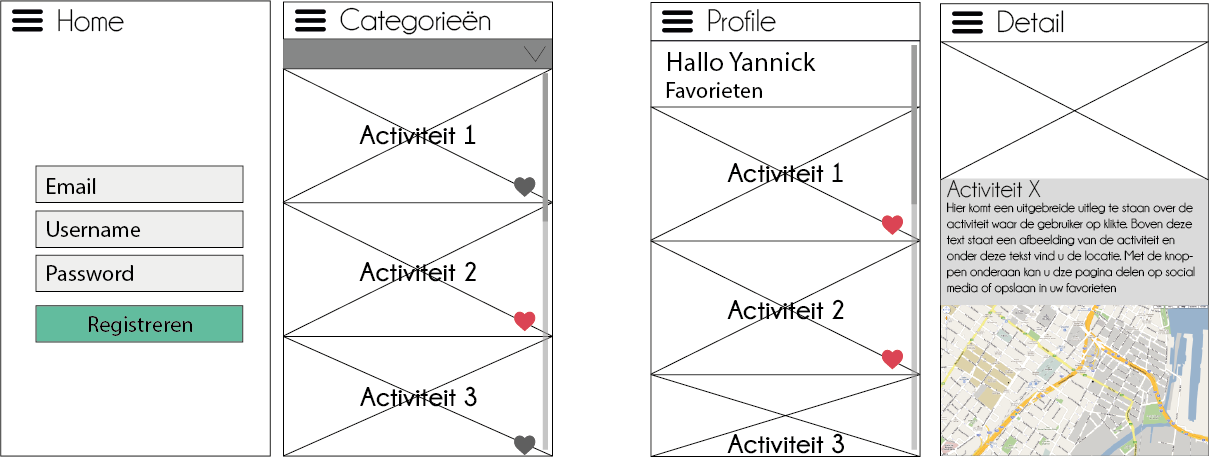 Home
Email
Username
Password
Registreren
Categorieën
Activiteit 1
Activiteit 2
Activiteit 3
Profile
Hallo Yannick
Favorieten
Activiteit 1
Activiteit 2
Activiteit 3
Detail
Activiteit X
Hier komt een uitgebreide uitleg te staan over de
activiteit waar de gebruiker op klikte. Boven deze
text staat een afbeelding van de activiteit en
onder deze tekst vind u de locatie. Met de knop-
pen onderaan kan u dze pagina delen op social
media of opslaan in uw favorieten